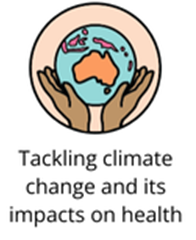 Tackling climate
change and its
impacts on health